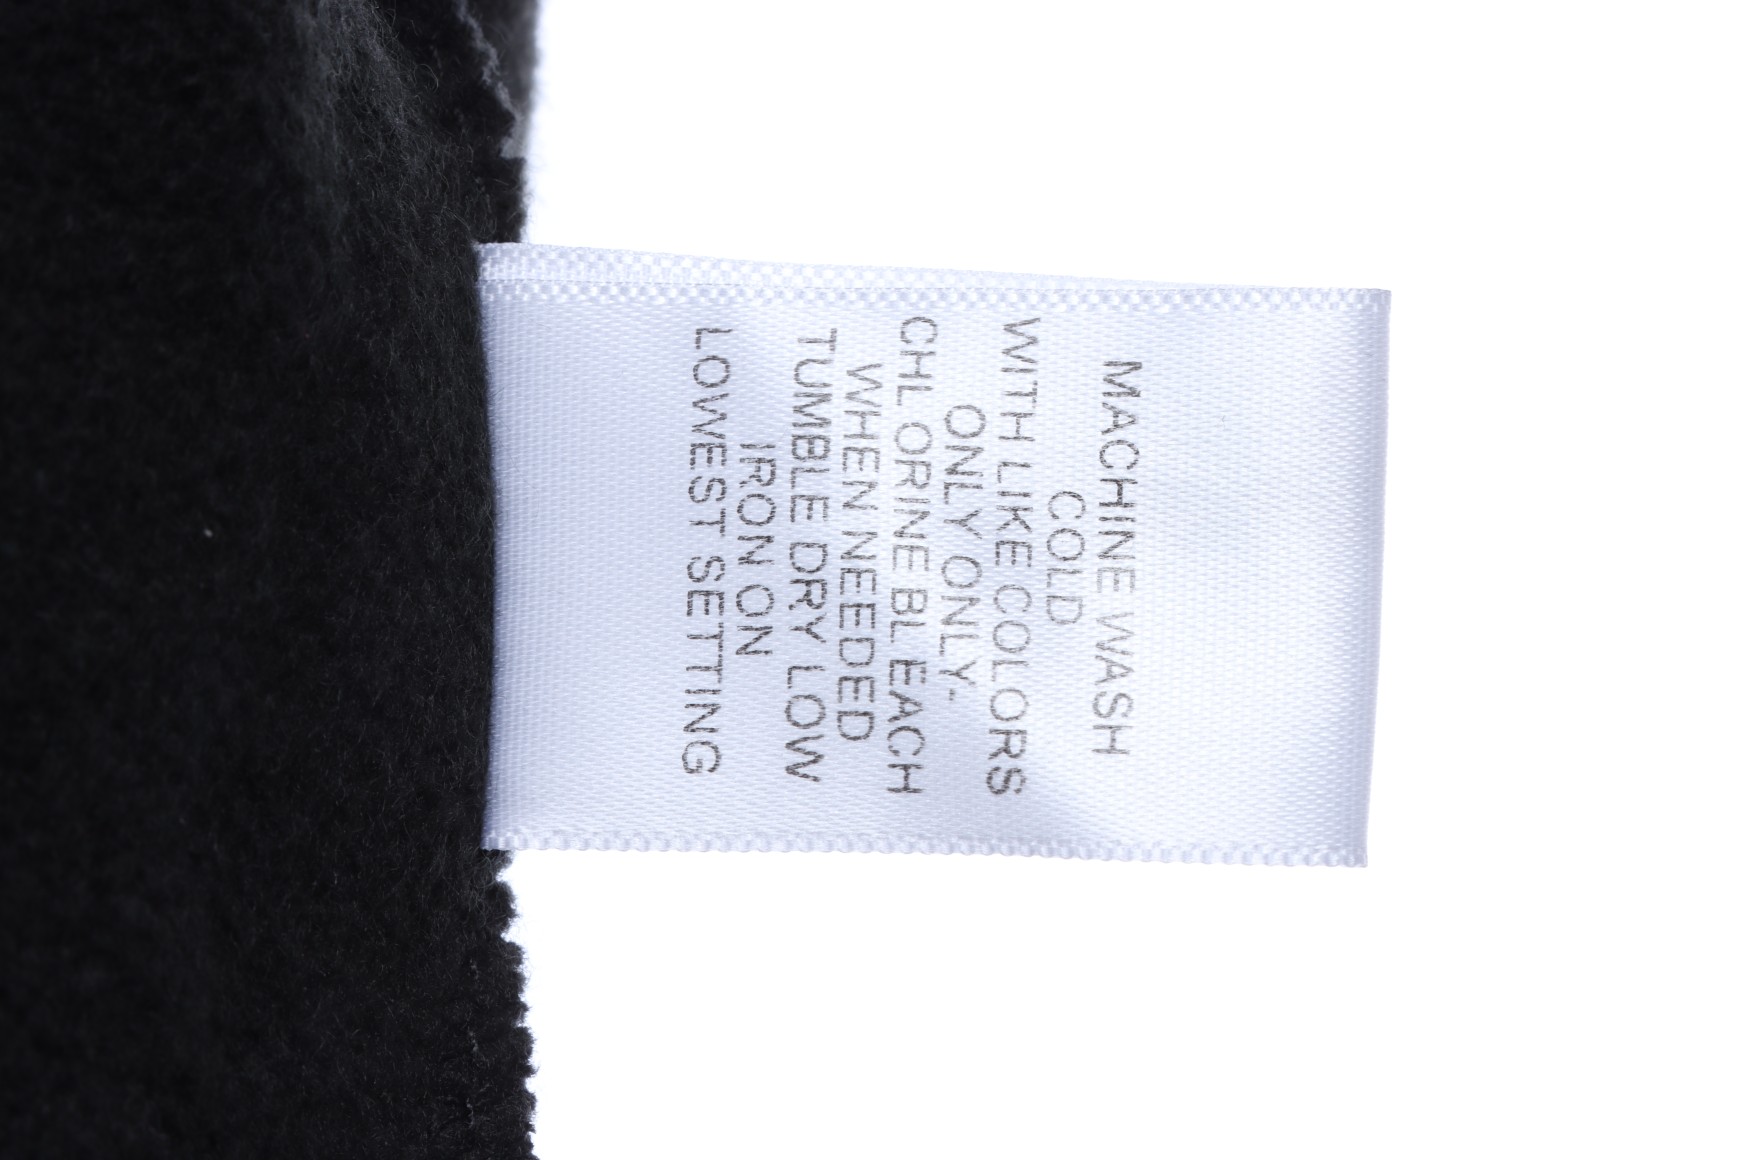 MACHINE WASH
COLD
WITH LIKE COLORS
ONLY ONLY.
CHL ORINE BL EACH
WHEN NEEDED
TUMBLE DRY LOW
IRON ON
LOWEST SETTING